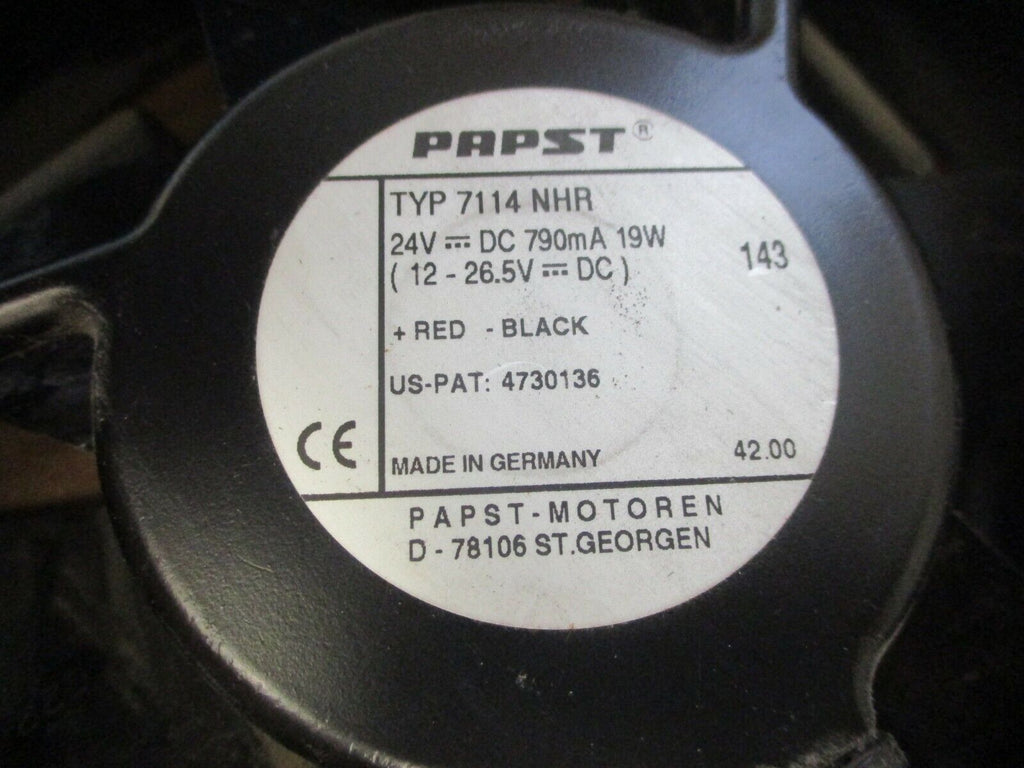 PAPST®
TYP 7114 NHR
24V ⎓ DC 790mA 19W
( 12 - 26.5V ⎓ DC )
143
+ RED - BLACK
US-PAT: 4730136
CE
MADE IN GERMANY
42.00
PAPST-MOTOREN
D - 78106 ST.GEORGEN